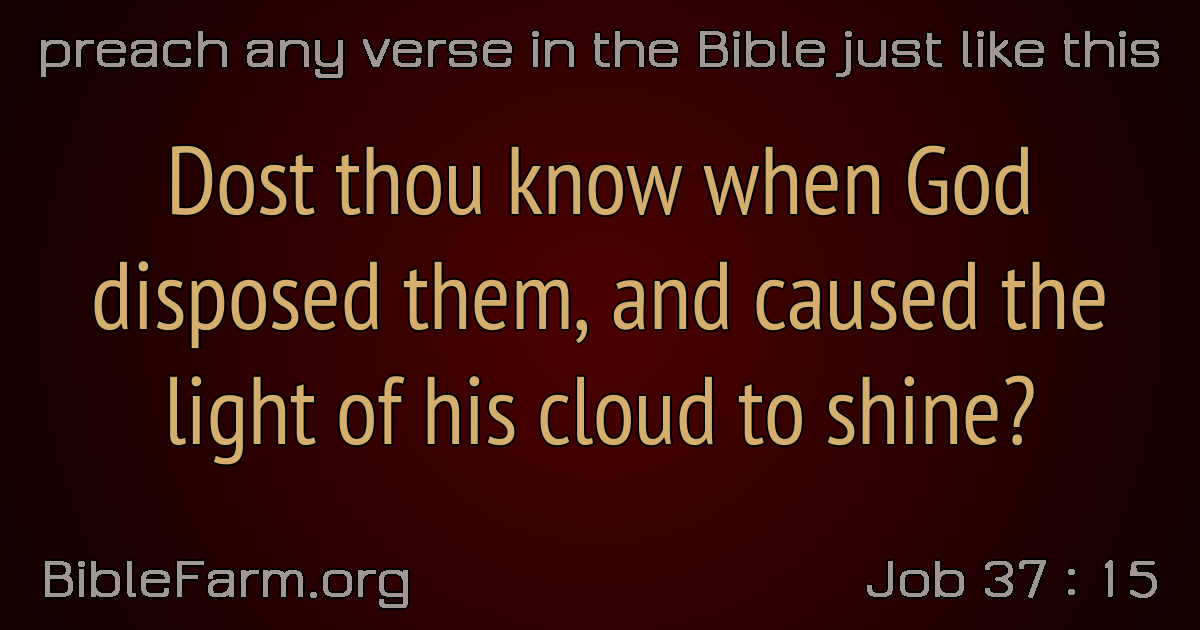 preach any verse in the Bible just like this
Dost thou know when God
disposed them, and caused the
light of his cloud to shine?
BibleFarm.org
Job 37 : 15